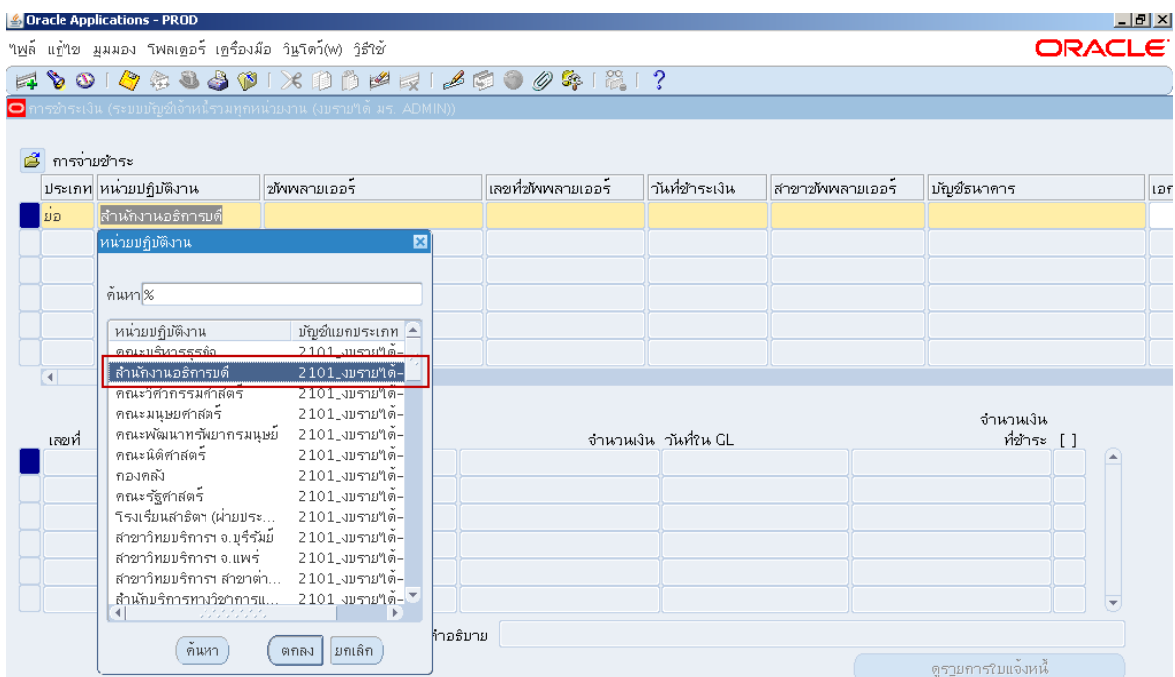 Oracle Applications - PROD
ไฟล์ แก้ไข มุมมอง โฟลเดอร์ เครื่องมือ วินโดว์(W) วิธีใช้
ORACLE
การชำระเงิน (ระบบบัญชีเจ้าหนี้รวมทุกหน่วยงาน (งบรายได้ มร. ADMIN))
การจ่ายชำระ
ประเภท หน่วยปฏิบัติงาน ซัพพลายเออร์ เลขที่ซัพพลายเออร์ วันที่ชำระเงิน สาขาซัพพลายเออร์ บัญชีธนาคาร เอก
ย่อ สำนักงานอธิการบดี
หน่วยปฏิบัติงาน
ค้นหา %
หน่วยปฏิบัติงาน บัญชีแยกประเภท
คณะบริหารธุรกิจ 2101_งบรายได้-
สำนักงานอธิการบดี 2101_งบรายได้-
คณะวิศวกรรมศาสตร์ 2101_งบรายได้-
คณะมนุษยศาสตร์ 2101_งบรายได้-
คณะพัฒนาทรัพยากรมนุษย์ 2101_งบรายได้-
คณะนิติศาสตร์ 2101_งบรายได้-
กองคลัง 2101_งบรายได้-
คณะรัฐศาสตร์ 2101_งบรายได้-
โรงเรียนสาธิตฯ (ฝ่ายประ... 2101_งบรายได้-
สาขาวิทยบริการฯ จ.บุรีรัมย์ 2101_งบรายได้-
สาขาวิทยบริการฯ จ.แพร่ 2101_งบรายได้-
สาขาวิทยบริการฯ สาขาต่า... 2101_งบรายได้-
สำนักบริการทางวิชาการแ... 2101_งบรายได้-
ค้นหา ตกลง ยกเลิก
เลขที่ จำนวนเงิน วันที่ใน GL จำนวนเงิน
ที่ชำระ [ ]
คำอธิบาย
ดูรายการใบแจ้งหนี้